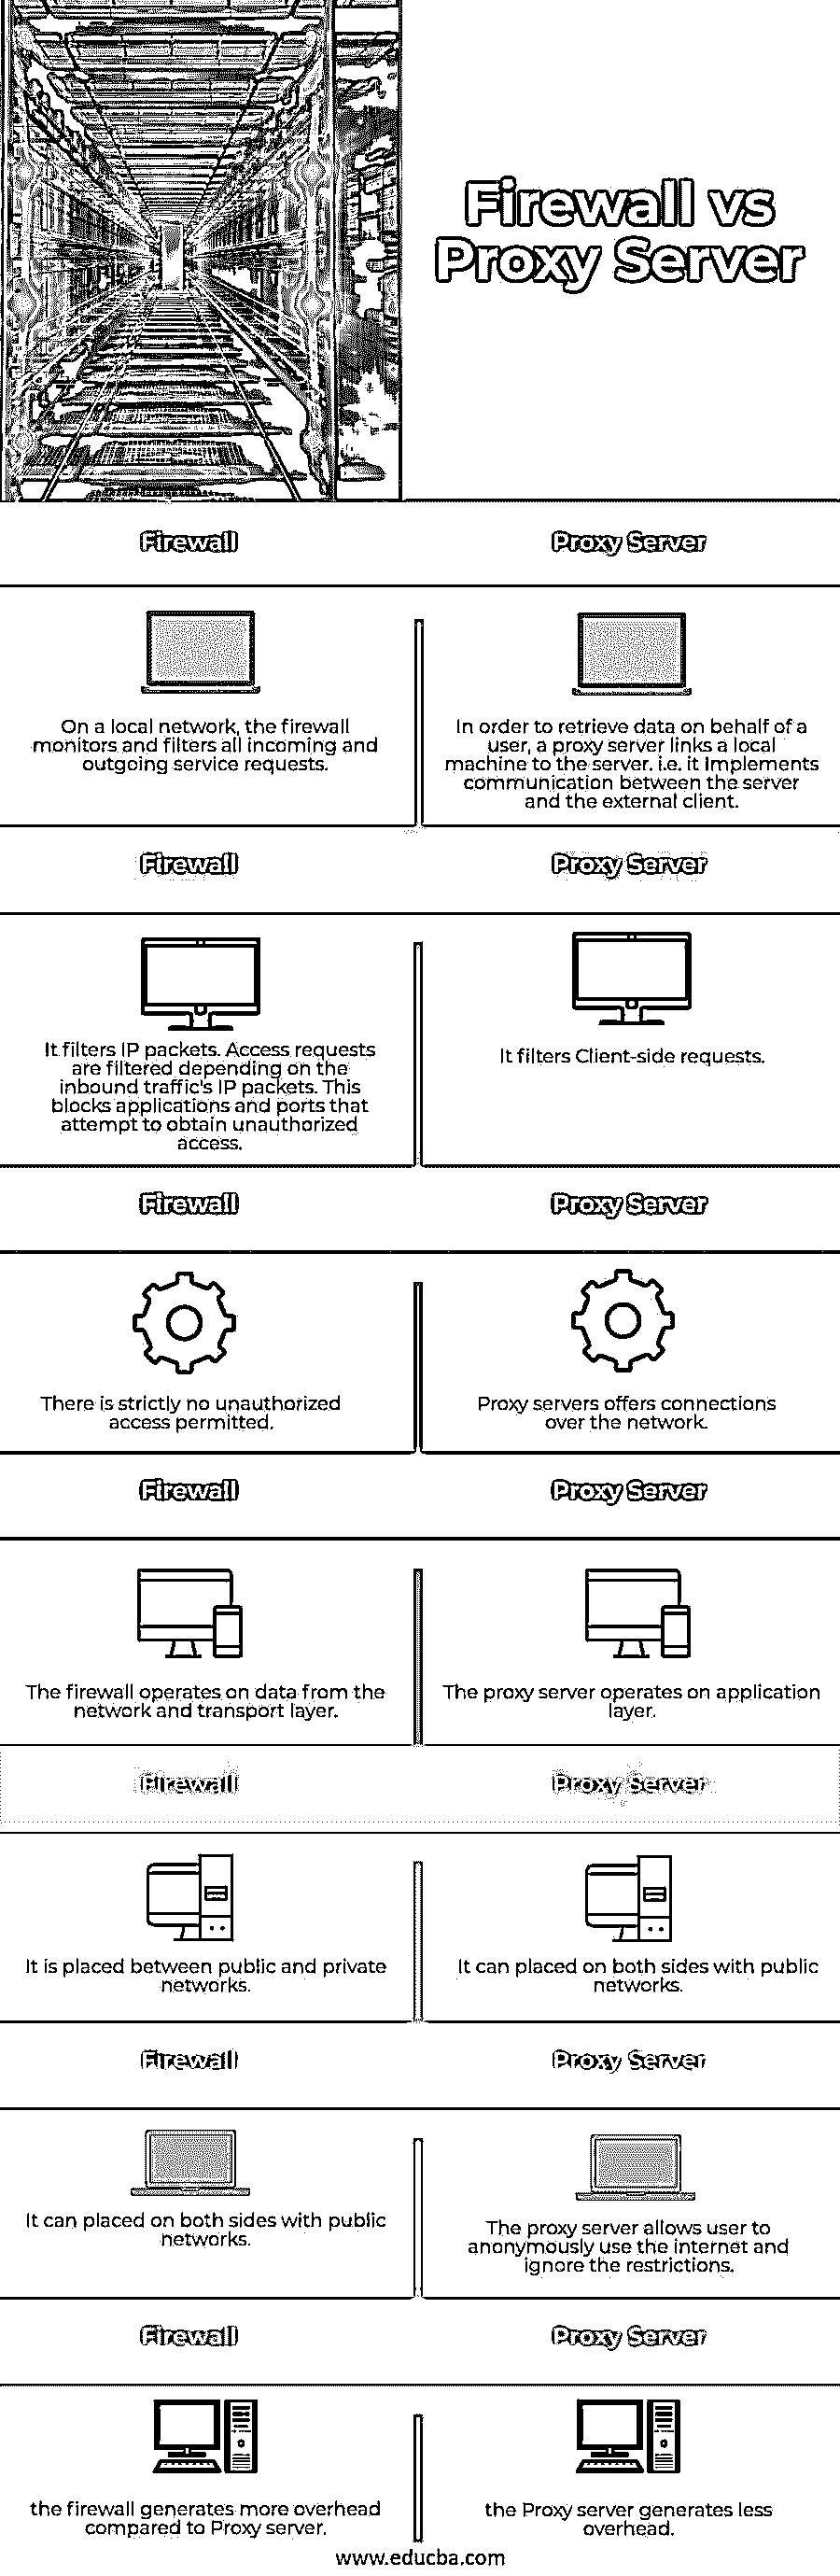 Firewall vs
Proxy Server
Firewall
Proxy Server
On a local network, the firewall
monitors and filters all incoming and
outgoing service requests.
In order to retrieve data on behalf of a
user, a proxy server links a local
machine to the server. i.e. it implements
communication between the server
and the external client.
Firewall
Proxy Server
It filters IP packets. Access requests
are filtered depending on the
inbound traffic's IP packets. This
blocks applications and ports that
attempt to obtain unauthorized
access.
It filters Client-side requests.
Firewall
Proxy Server
There is strictly no unauthorized
access permitted.
Proxy servers offers connections
over the network.
Firewall
Proxy Server
The firewall operates on data from the
network and transport layer.
The proxy server operates on application
layer.
Firewall
Proxy Server
It is placed between public and private
networks.
It can placed on both sides with public
networks.
Firewall
Proxy Server
It can placed on both sides with public
networks.
The proxy server allows user to
anonymously use the internet and
ignore the restrictions.
Firewall
Proxy Server
the firewall generates more overhead
compared to Proxy server.
the Proxy server generates less
overhead.
www.educba.com